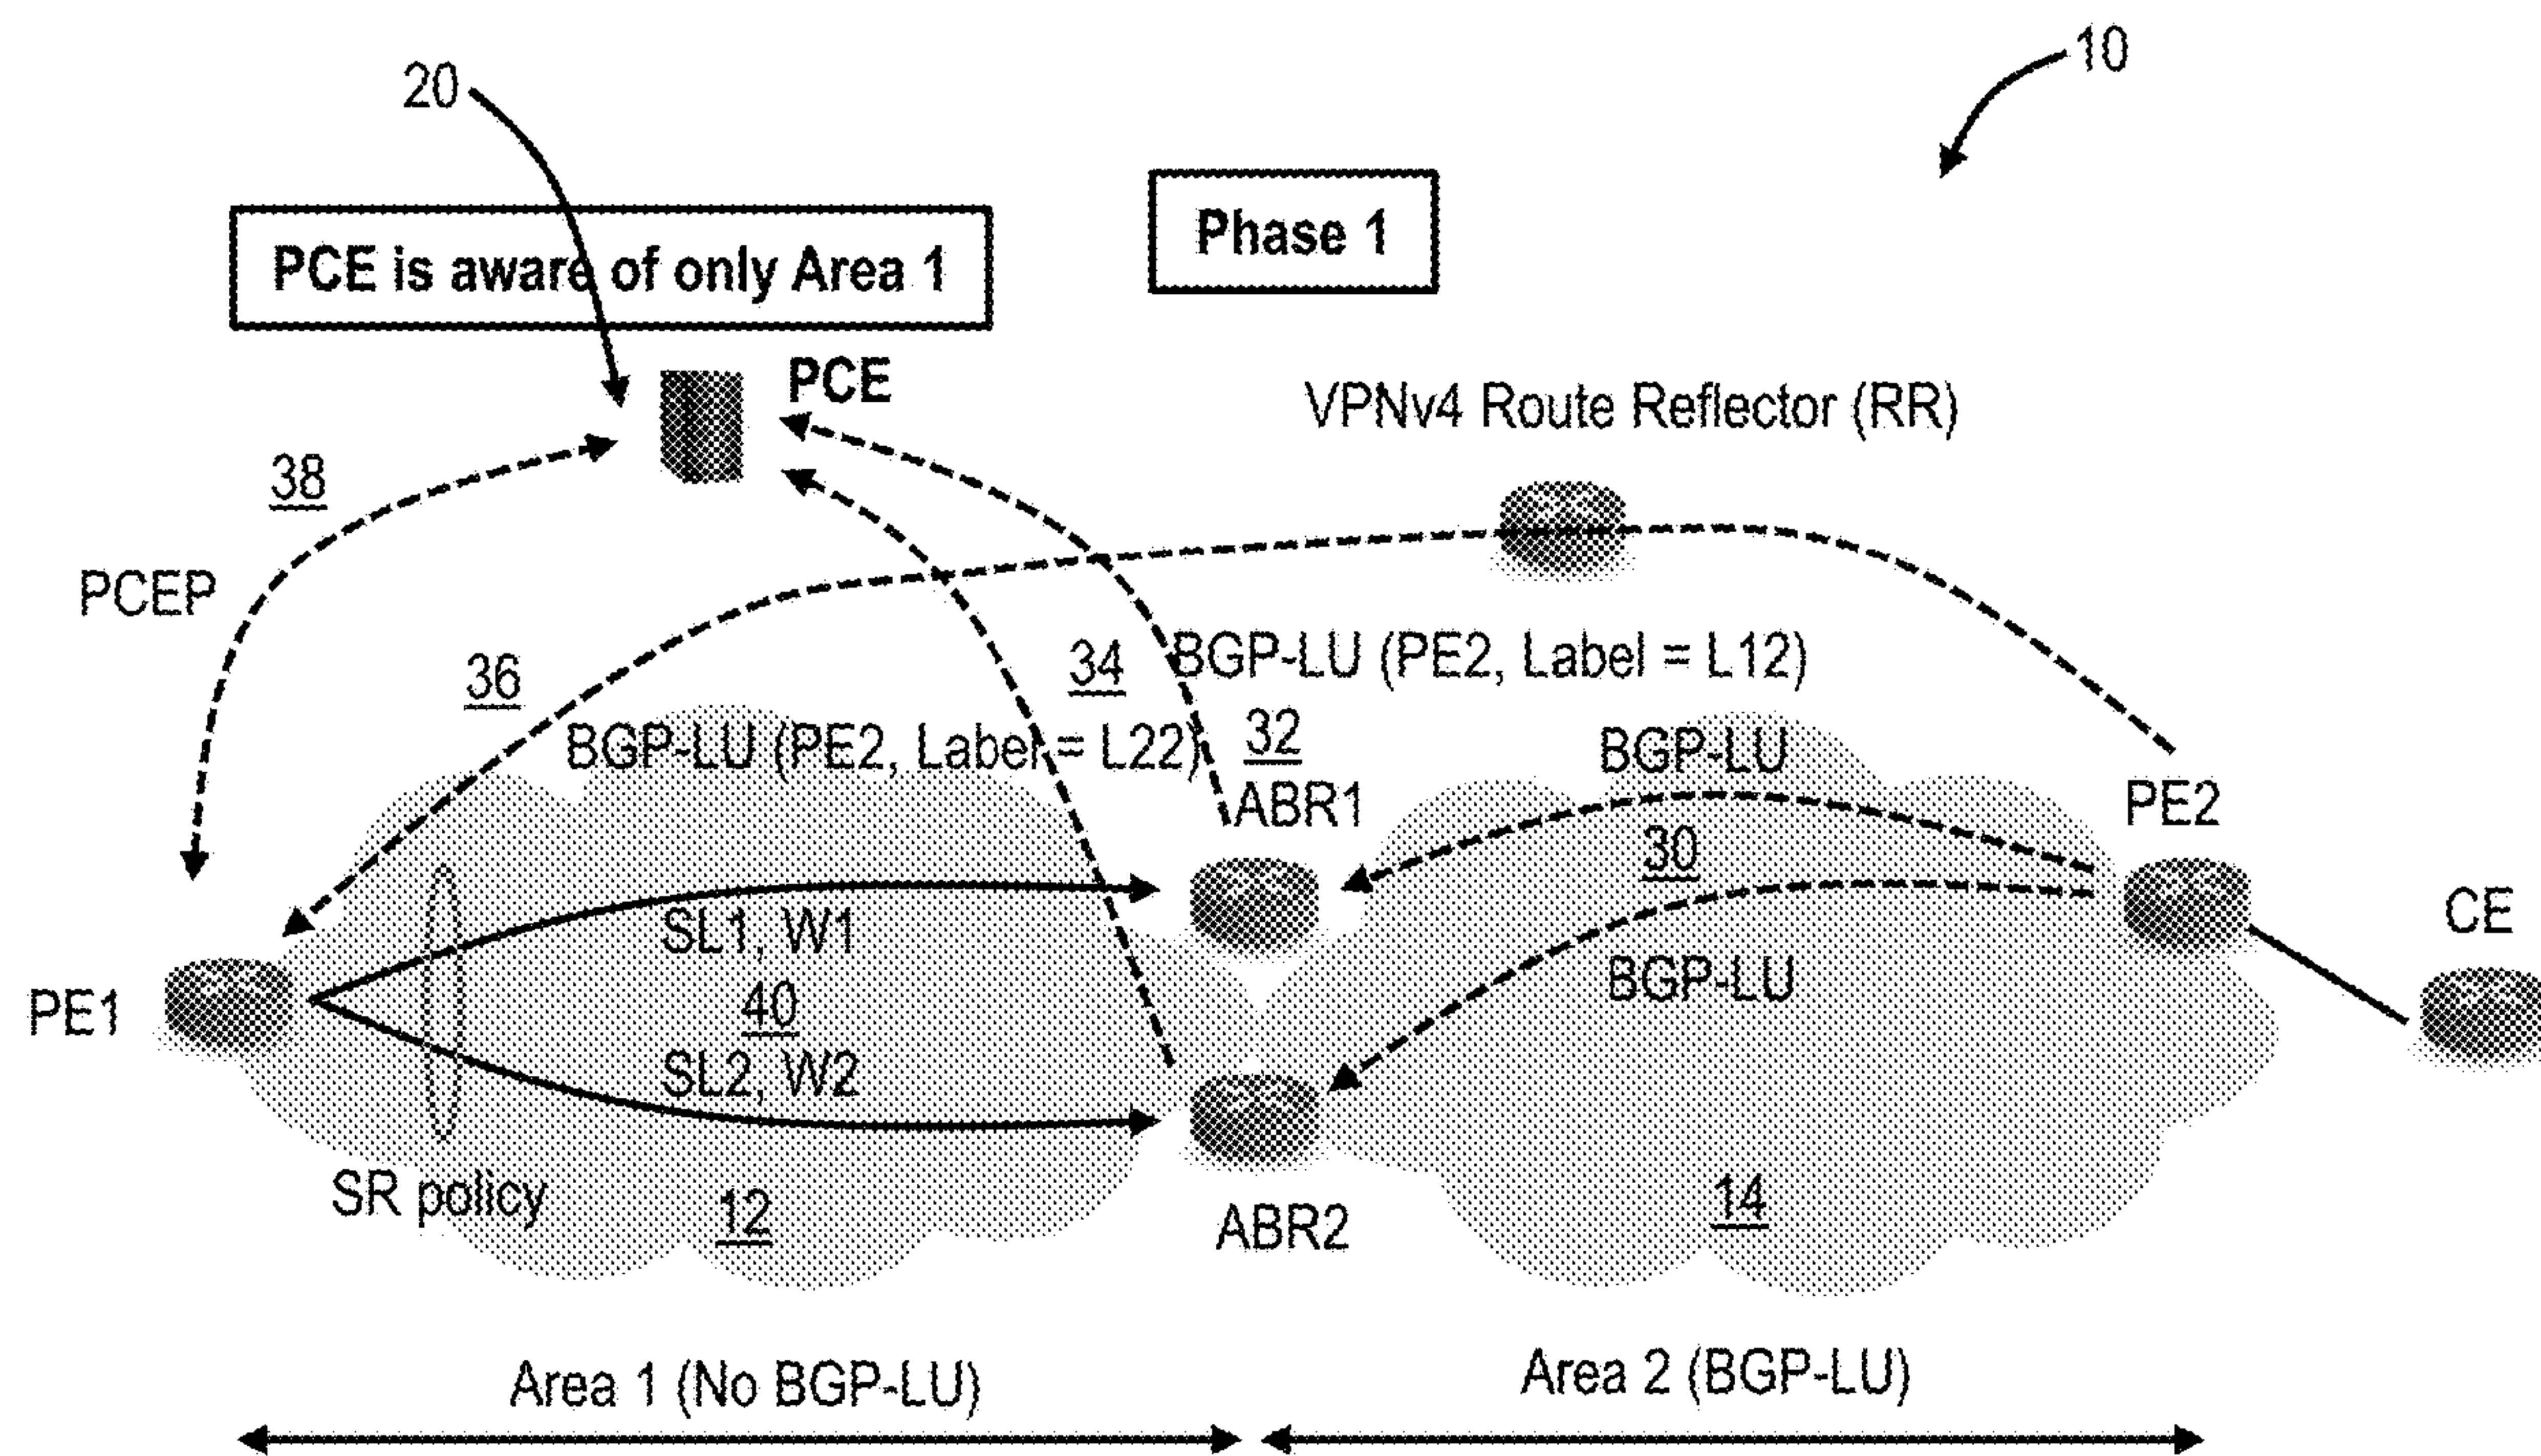 10
20
Phase 1
PCE is aware of only Area 1
PCE
VPNv4 Route Reflector (RR)
38
PCEP
34
BGP-LU (PE2, Label = L12)
36
32
BGP-LU (PE2, Label = L22)
BGP-LU
ABR1
PE2
30
CE
SL1, W1
BGP-LU
PE1
40
SL2, W2
SR policy
12
14
ABR2
Area 1 (No BGP-LU)
Area 2 (BGP-LU)